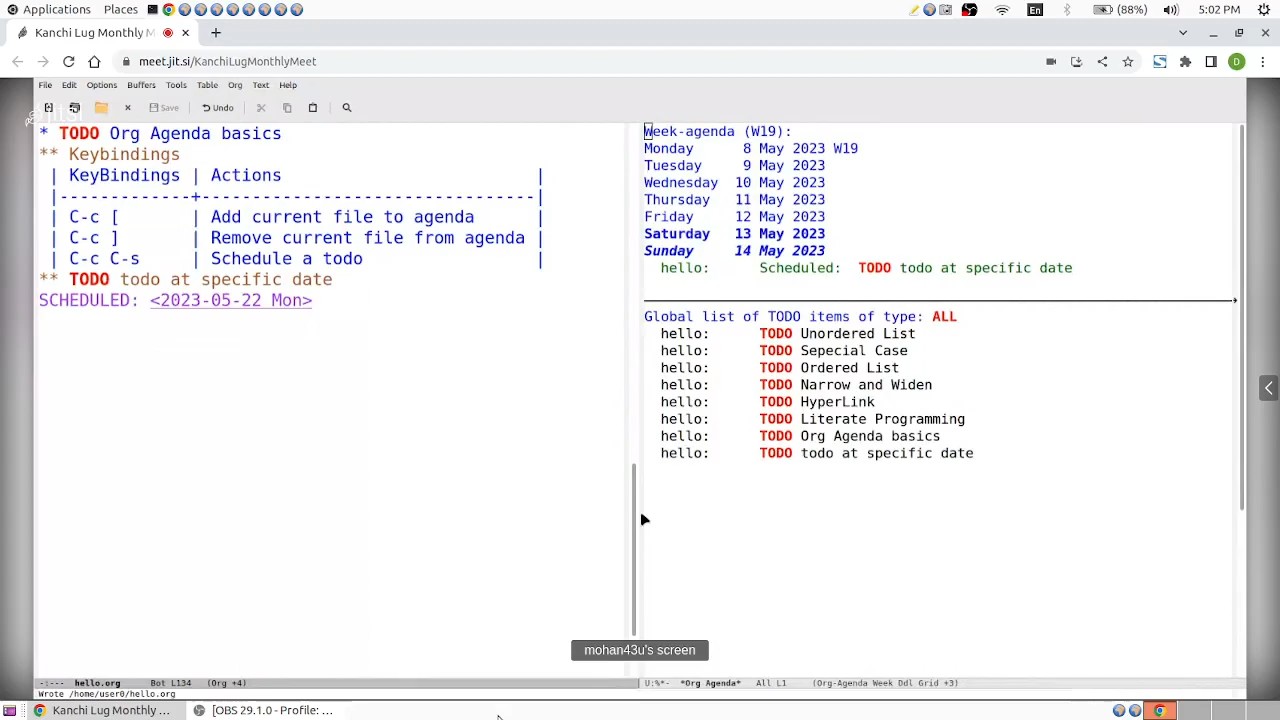 Applications Places En (88%) 5:02 PM
Kanchi Lug Monthly M
meet.jit.si/KanchiLugMonthlyMeet D
File Edit Options Buffers Tools Table Org Text Help
Save Undo
* TODO Org Agenda basics
** Keybindings
| KeyBindings | Actions |
|-------------+--------------------------------|
| C-c [ | Add current file to agenda |
| C-c ] | Remove current file from agenda |
| C-c C-s | Schedule a todo |
** TODO todo at specific date
SCHEDULED: <2023-05-22 Mon>
Week-agenda (W19):
Monday 8 May 2023 W19
Tuesday 9 May 2023
Wednesday 10 May 2023
Thursday 11 May 2023
Friday 12 May 2023
Saturday 13 May 2023
Sunday 14 May 2023
hello: Scheduled: TODO todo at specific date
Global list of TODO items of type: ALL
hello: TODO Unordered List
hello: TODO Sepecial Case
hello: TODO Ordered List
hello: TODO Narrow and Widen
hello: TODO HyperLink
hello: TODO Literate Programming
hello: TODO Org Agenda basics
hello: TODO todo at specific date
mohan43u's screen
-:--- hello.org Bot L134 (Org +4)
U:%*- *Org Agenda* All L1 (Org-Agenda Week Ddl Grid +3)
Wrote /home/user0/hello.org
Kanchi Lug Monthly ... [OBS 29.1.0 - Profile: ...